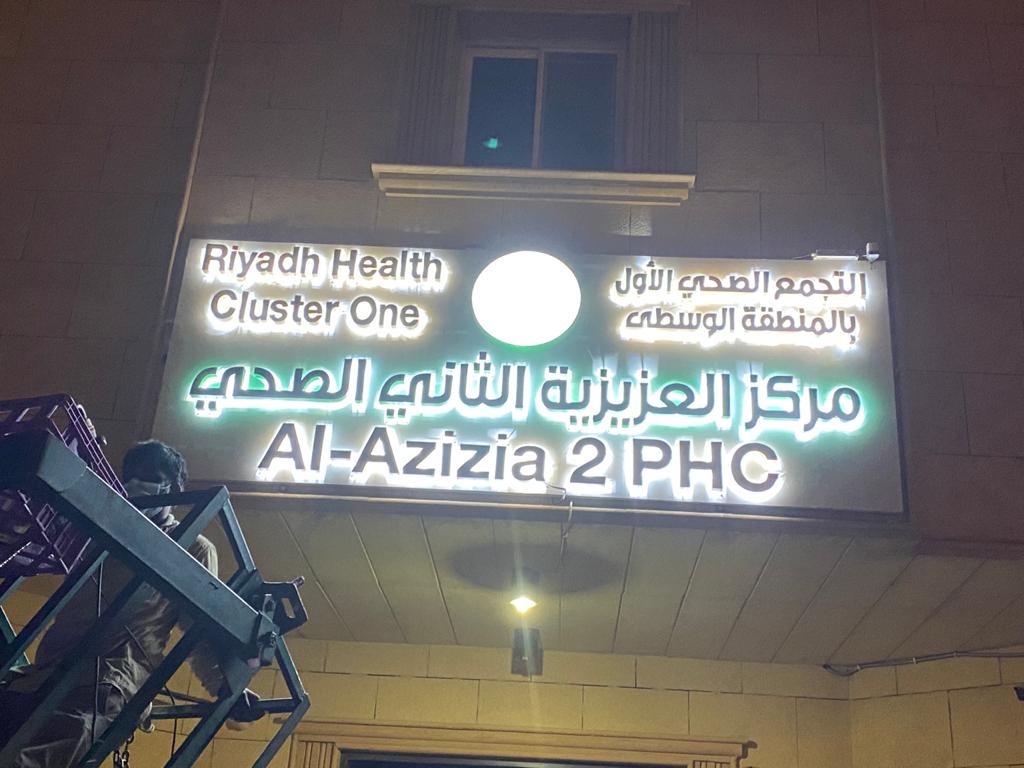 Riyadh Health
Cluster One
التجمع الصحي الأول
بالمنطقة الوسطى
مركز العزيزية الثاني الصحي
Al-Azizia 2 PHC